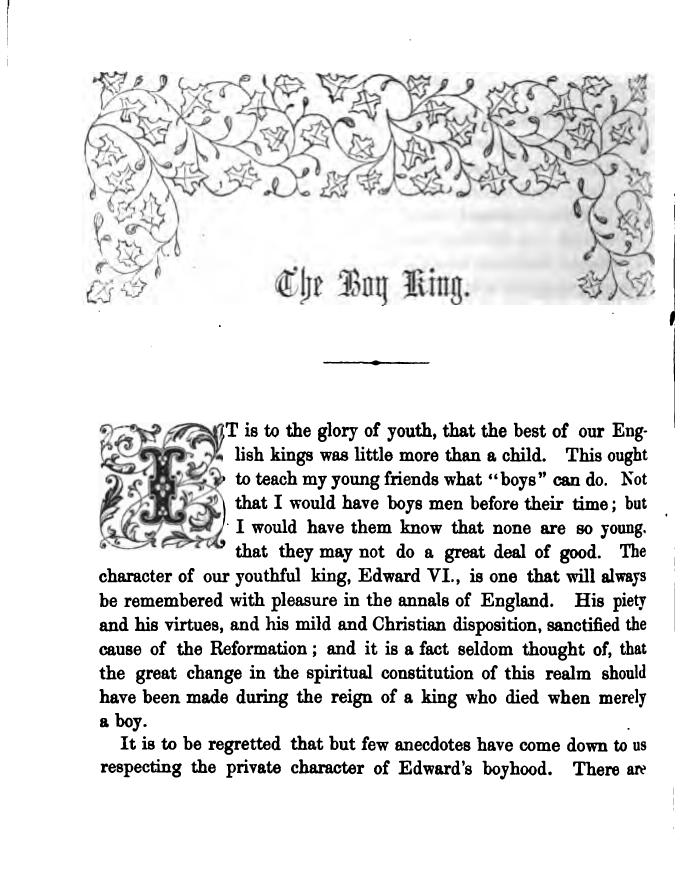 The Boy King.
IT is to the glory of youth, that the best of our Eng-
lish kings was little more than a child. This ought
to teach my young friends what "boys" can do. Not
that I would have boys men before their time; but
I would have them know that none are so young.
that they may not do a great deal of good. The
character of our youthful king, Edward VI., is one that will always
be remembered with pleasure in the annals of England. His piety
and his virtues, and his mild and Christian disposition, sanctified the
cause of the Reformation; and it is a fact seldom thought of, that
the great change in the spiritual constitution of this realm should
have been made during the reign of a king who died when merely
a boy.
It is to be regretted that but few anecdotes have come down to us
respecting the private character of Edward's boyhood. There are